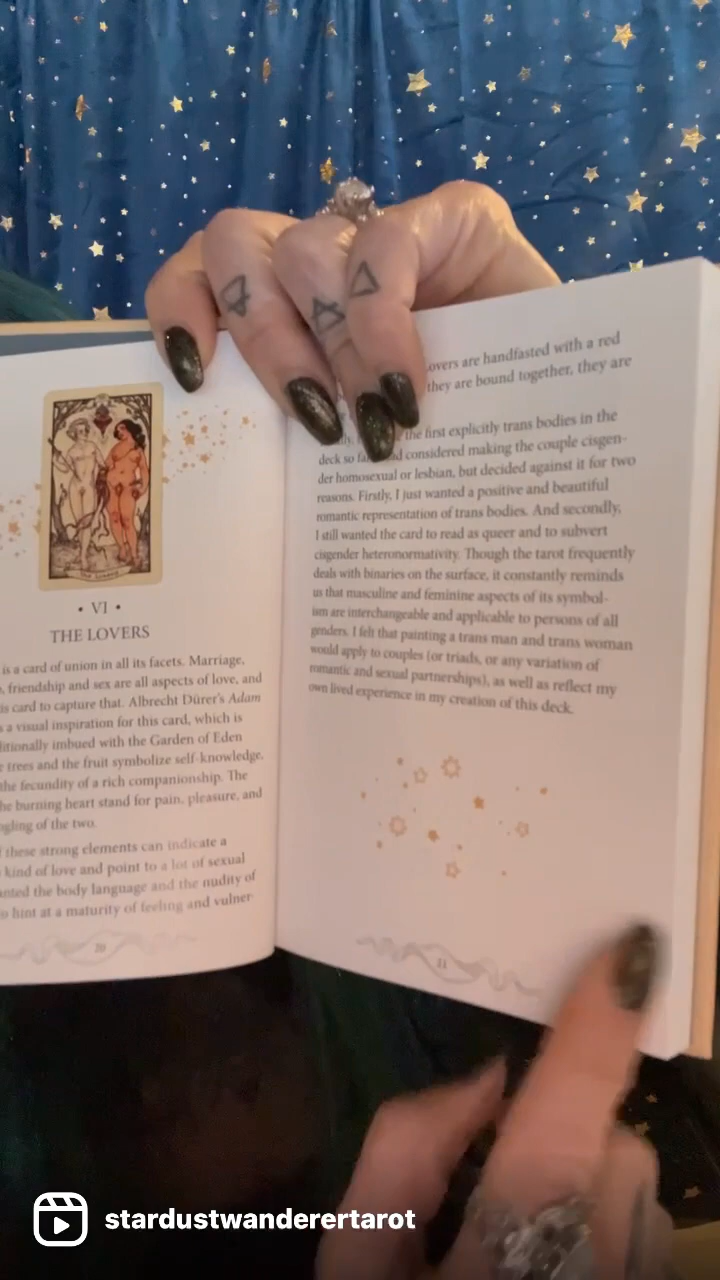 The Lovers
• VI •
THE LOVERS
is a card of union in all its facets. Marriage,
, friendship and sex are all aspects of love, and
is card to capture that. Albrecht Dürer's Adam
s a visual inspiration for this card, which is
litionally imbued with the Garden of Eden
e trees and the fruit symbolize self-knowledge,
the fecundity of a rich companionship. The
he burning heart stand for pain, pleasure, and
ngling of the two.
f these strong elements can indicate a
kind of love and point to a lot of sexual
anted the body language and the nudity of
o hint at a maturity of feeling and vulner-
overs are handfasted with a red
they are bound together, they are
the first explicitly trans bodies in the
deck so considered making the couple cisgen-
der homosexual or lesbian, but decided against it for two
reasons. Firstly, I just wanted a positive and beautiful
romantic representation of trans bodies. And secondly,
I still wanted the card to read as queer and to subvert
cisgender heteronormativity. Though the tarot frequently
deals with binaries on the surface, it constantly reminds
us that masculine and feminine aspects of its symbol-
ism are interchangeable and applicable to persons of all
genders. I felt that painting a trans man and trans woman
would apply to couples (or triads, or any variation of
romantic and sexual partnerships), as well as reflect my
own lived experience in my creation of this deck.
stardustwanderertarot